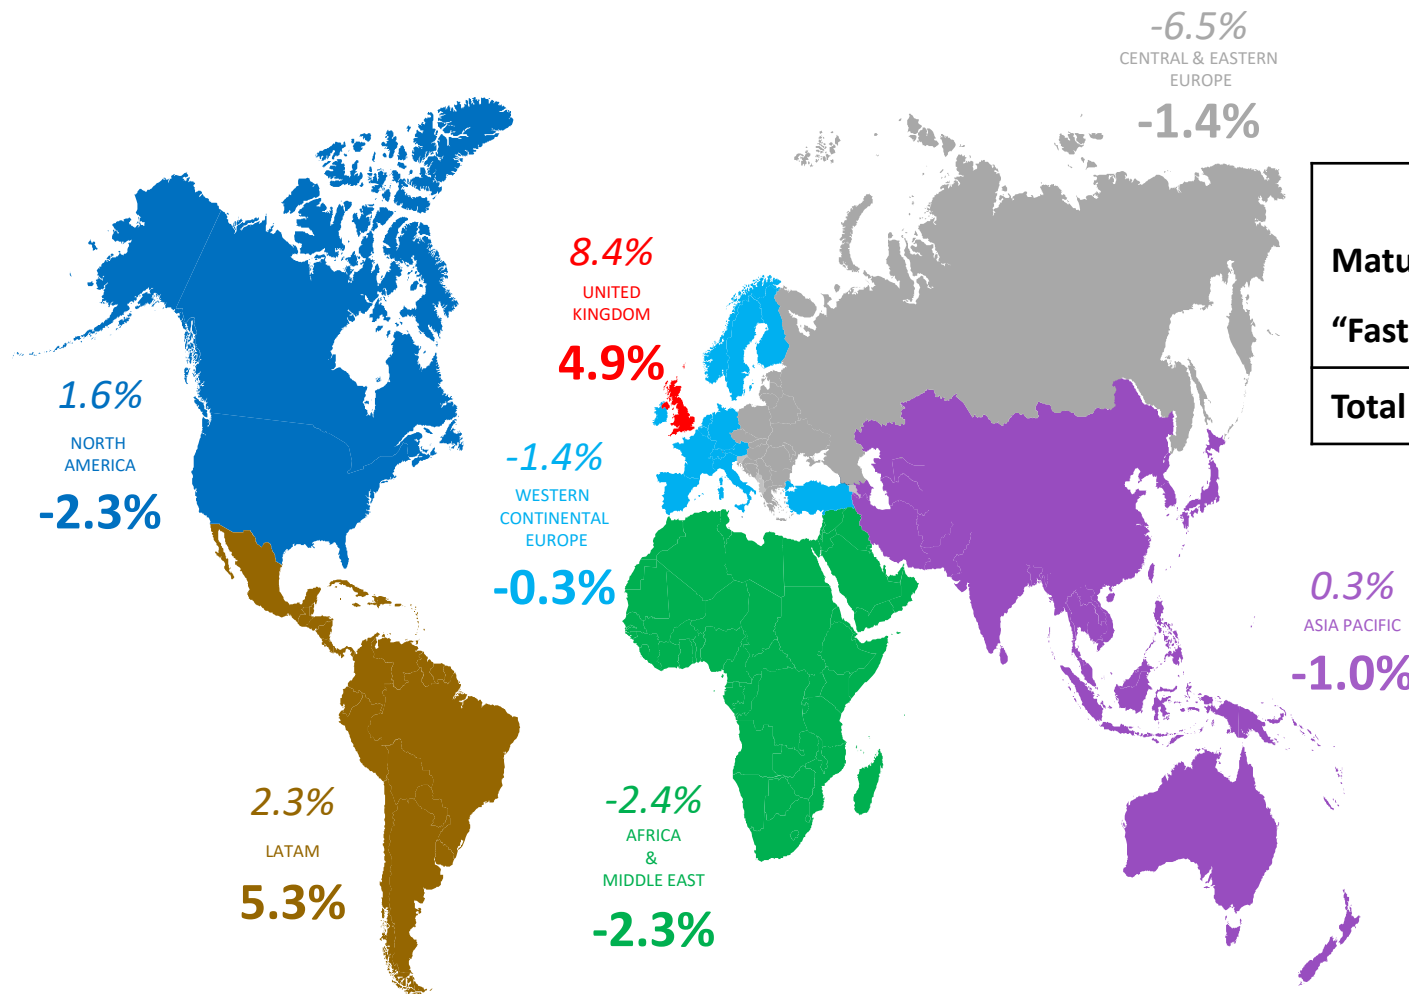 -6.5%
CENTRAL & EASTERN
EUROPE
-1.4%
8.4%
UNITED
KINGDOM
4.9%
1.6%
NORTH
AMERICA
-2.3%
-1.4%
WESTERN
CONTINENTAL
EUROPE
-0.3%
0.3%
ASIA PACIFIC
-1.0%
2.3%
LATAM
5.3%
-2.4%
AFRICA
&
MIDDLE EAST
-2.3%
Matu
“Fast
Total